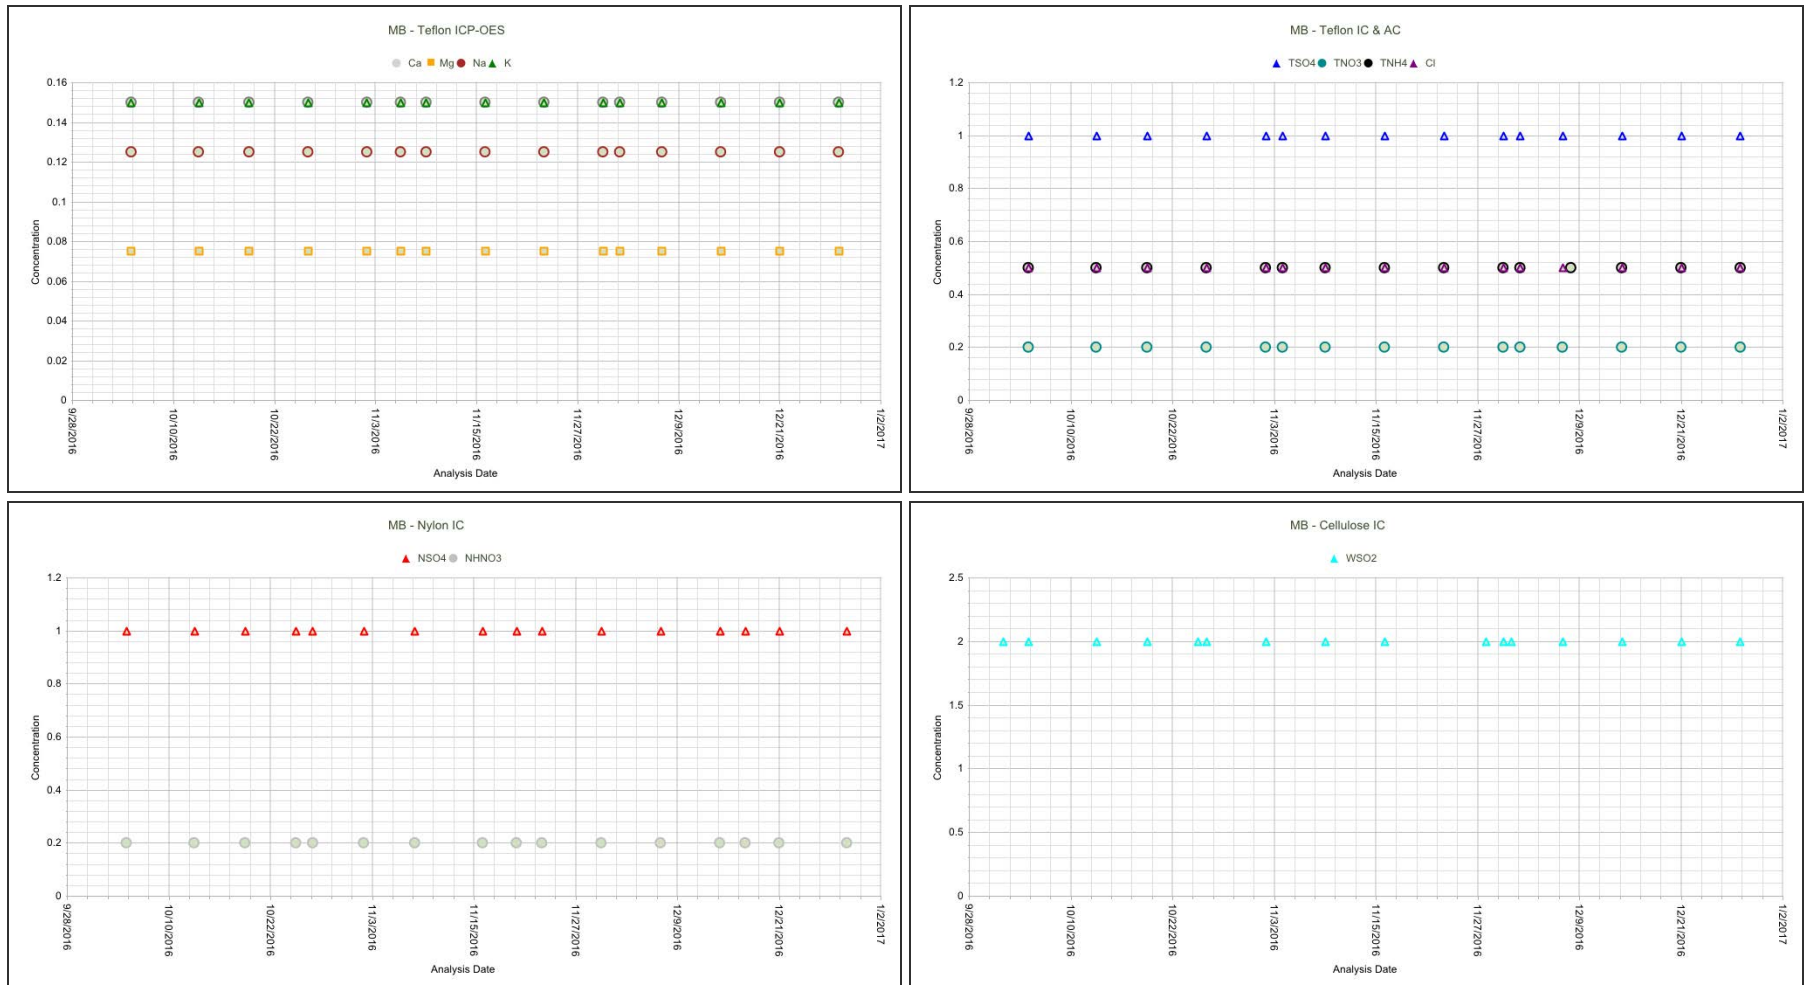 MB - Teflon ICP-OES
Ca Mg Na K
0.16
0.14
0.12
0.1
0.08
0.06
0.04
0.02
0
Concentration
9/28/2016 10/10/2016 10/22/2016 11/3/2016 11/15/2016 11/27/2016 12/9/2016 12/21/2016 1/2/2017
Analysis Date
MB - Teflon IC & AC
TSO4 TNO3 TNH4 Cl
1.2
1
0.8
0.6
0.4
0.2
0
Concentration
9/28/2016 10/10/2016 10/22/2016 11/3/2016 11/15/2016 11/27/2016 12/9/2016 12/21/2016 1/2/2017
Analysis Date
MB - Nylon IC
NSO4 NHNO3
1.2
1
0.8
0.6
0.4
0.2
0
Concentration
9/28/2016 10/10/2016 10/22/2016 11/3/2016 11/15/2016 11/27/2016 12/9/2016 12/21/2016 1/2/2017
Analysis Date
MB - Cellulose IC
WSO2
2.5
2
1.5
1
0.5
0
Concentration
9/28/2016 10/10/2016 10/22/2016 11/3/2016 11/15/2016 11/27/2016 12/9/2016 12/21/2016 1/2/2017
Analysis Date